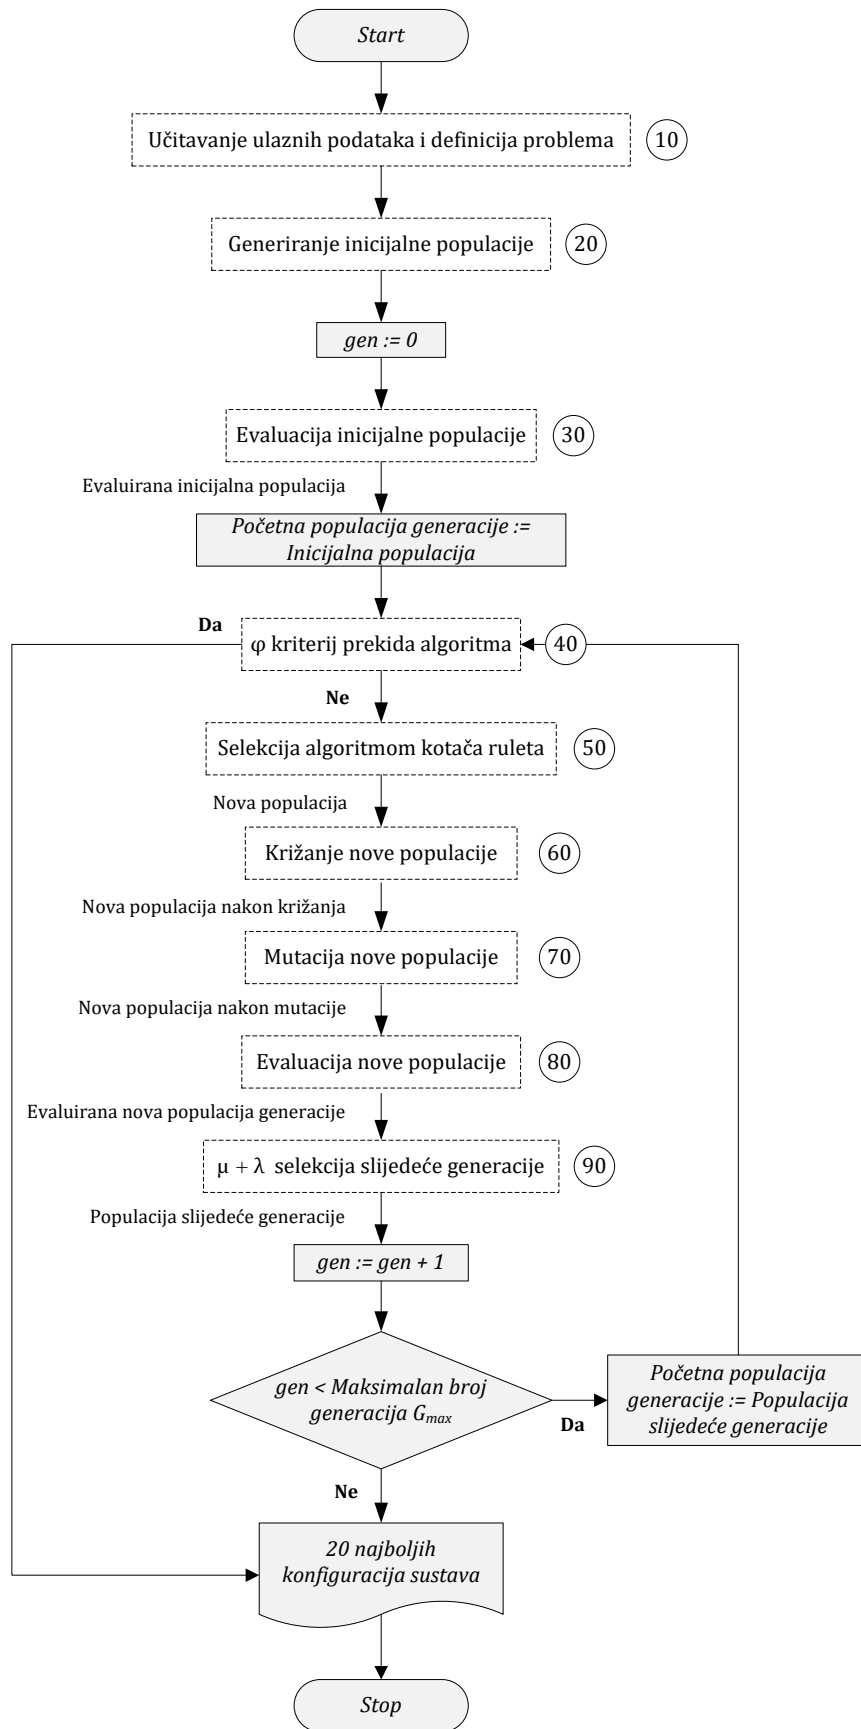 Start
Učitavanje ulaznih podataka i definicija problema
10
Generiranje inicijalne populacije
20
gen := 0
Evaluacija inicijalne populacije
30
Evaluirana inicijalna populacija
Početna populacija generacije :=
Inicijalna populacija
Da
φ kriterij prekida algoritma
40
Ne
Selekcija algoritmom kotača ruleta
50
Nova populacija
Križanje nove populacije
60
Nova populacija nakon križanja
Mutacija nove populacije
70
Nova populacija nakon mutacije
Evaluacija nove populacije
80
Evaluirana nova populacija generacije
μ + λ selekcija slijedeće generacije
90
Populacija slijedeće generacije
gen := gen + 1
gen < Maksimalan broj
generacija Gmax
Da
Početna populacija
generacije := Populacija
slijedeće generacije
Ne
20 najboljih
konfiguracija sustava
Stop